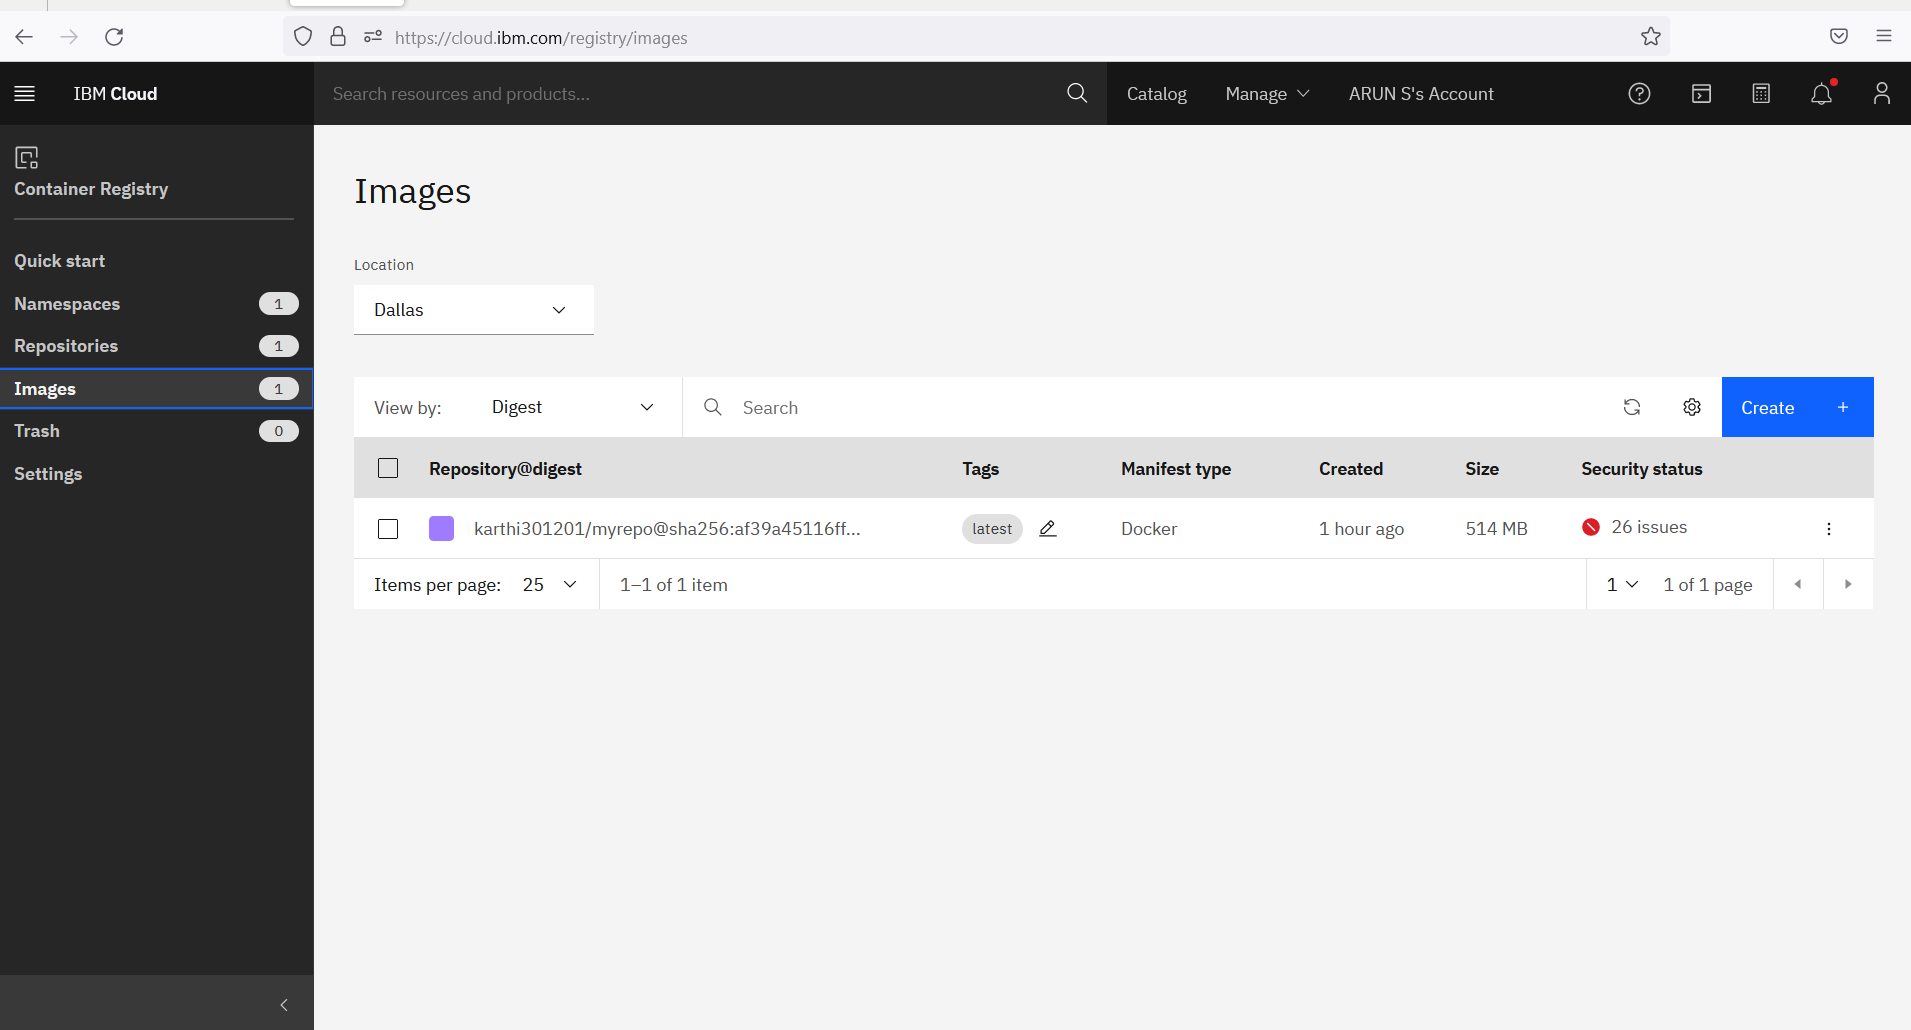 https://cloud.ibm.com/registry/images
IBM Cloud
Search resources and products...
Catalog
Manage
ARUN S's Account
Container Registry
Quick start
Namespaces 1
Repositories 1
Images 1
Trash 0
Settings
Images
Location
Dallas
View by: Digest
Search
Create +
Repository@digest Tags Manifest type Created Size Security status
karthi301201/myrepo@sha256:af39a45116ff... latest Docker 1 hour ago 514 MB 26 issues
Items per page: 25 1–1 of 1 item 1 1 of 1 page